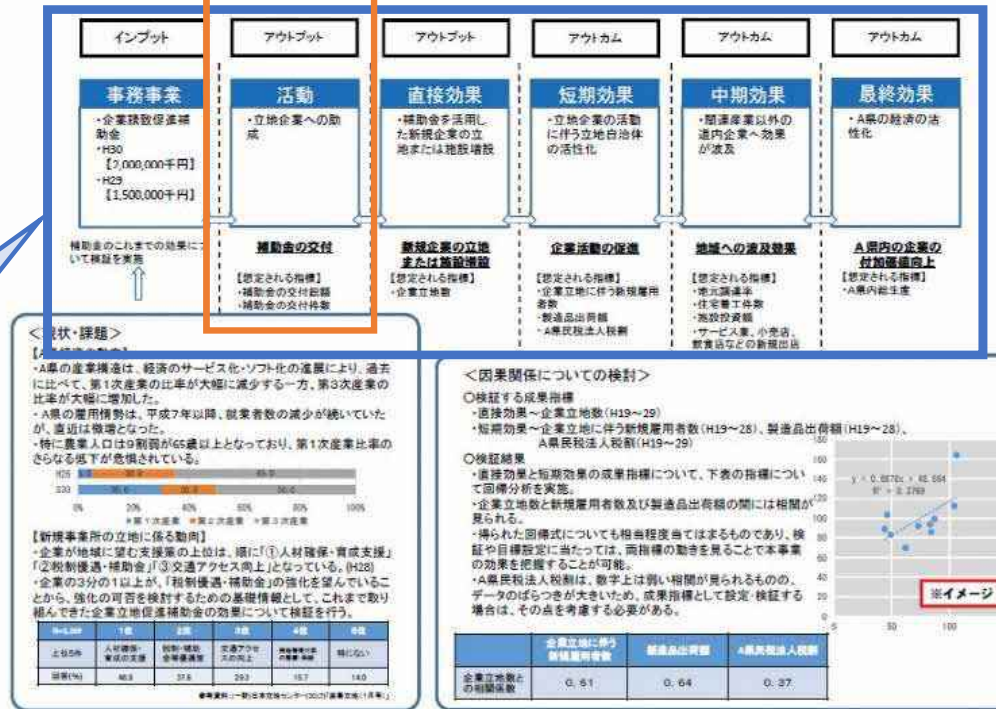 インプット
アウトプット
アウトプット
アウトカム
アウトカム
アウトカム
事務事業
・企業誘致促進補
助金
・H30
【2,000,000千円】
・H29
【1,500,000千円】
活動
・立地企業への助
成
直接効果
・補助金を活用し
た新規企業の立
地または施設増設
短期効果
・立地企業の活動
に伴う立地自治体
の活性化
中期効果
・関連産業以外の
道内企業へ効果
が波及
最終効果
・A県の経済の活
性化
補助金のこれまでの効果につ
いて検証を実施
補助金の交付
【想定される指標】
・補助金の交付総額
・補助金の交付件数
新規企業の立地
または施設増設
【想定される指標】
・企業立地数
企業活動の促進
【想定される指標】
・企業立地に伴う新規雇用
者数
・製造品出荷額
・A県民税法人税割
地域への波及効果
【想定される指標】
・地元調達率
・住宅着工件数
・施設投資額
・サービス業、小売店、
飲食店などの新規出店
A県内の企業の
付加価値向上
【想定される指標】
・A県内総生産
＜現状・課題＞
・A県の産業構造は、経済のサービス化・ソフト化の進展により、過去
に比べて、第1次産業の比率が大幅に減少する一方、第3次産業の
比率が大幅に増加した。
・A県の雇用情勢は、平成7年以降、就業者数の減少が続いていた
が、直近は微増となった。
・特に農業人口は9割弱が65歳以上となっており、第1次産業比率の
さらなる低下が危惧されている。
0% 20% 40% 60% 80% 100%
■第1次産業 ■第2次産業 ■第3次産業
【新規事業所の立地に係る動向】
・企業が地域に望む支援策の上位は、順に「①人材確保・育成支援」
「②税制優遇・補助金」「③交通アクセス向上」となっている。(H28)
・企業の3分の1以上が、「税制優遇・補助金」の強化を望んでいるこ
とから、強化の可否を検討するための基礎情報として、これまで取り
組んできた企業立地促進補助金の効果について検証を行う。
1位 2位 3位 4位 5位
上位5件
人材確保・
育成の支援
税制・補助
金等優遇策
交通アクセ
スの向上
特にない
回答(%)
29.3 15.7 14.0
＜因果関係についての検討＞
○検証する成果指標
・直接効果～企業立地数(H19～29)
・短期効果～企業立地に伴う新規雇用者数(H19～28)、製造品出荷額(H19～28)、
A県民税法人税割(H19～29)
○検証結果
・直接効果と短期効果の成果指標について、下表の指標につい
て回帰分析を実施。
・企業立地数と新規雇用者数及び製造品出荷額の間には相関が
見られる。
・得られた回帰式についても相当程度当てはまるものであり、検
証や目標設定に当たっては、両指標の動きを見ることで本事業
の効果を把握することが可能。
・A県民税法人税割は、数字上は弱い相関が見られるものの、
データのばらつきが大きいため、成果指標として設定・検証する
場合は、その点を考慮する必要がある。
160
140
120
100
80
60
40
20
0
0 50 100
※イメージ
企業立地に伴う
新規雇用者数
製造品出荷額
A県民税法人税割
企業立地数と
の相関係数
0.61
0.64
0.37